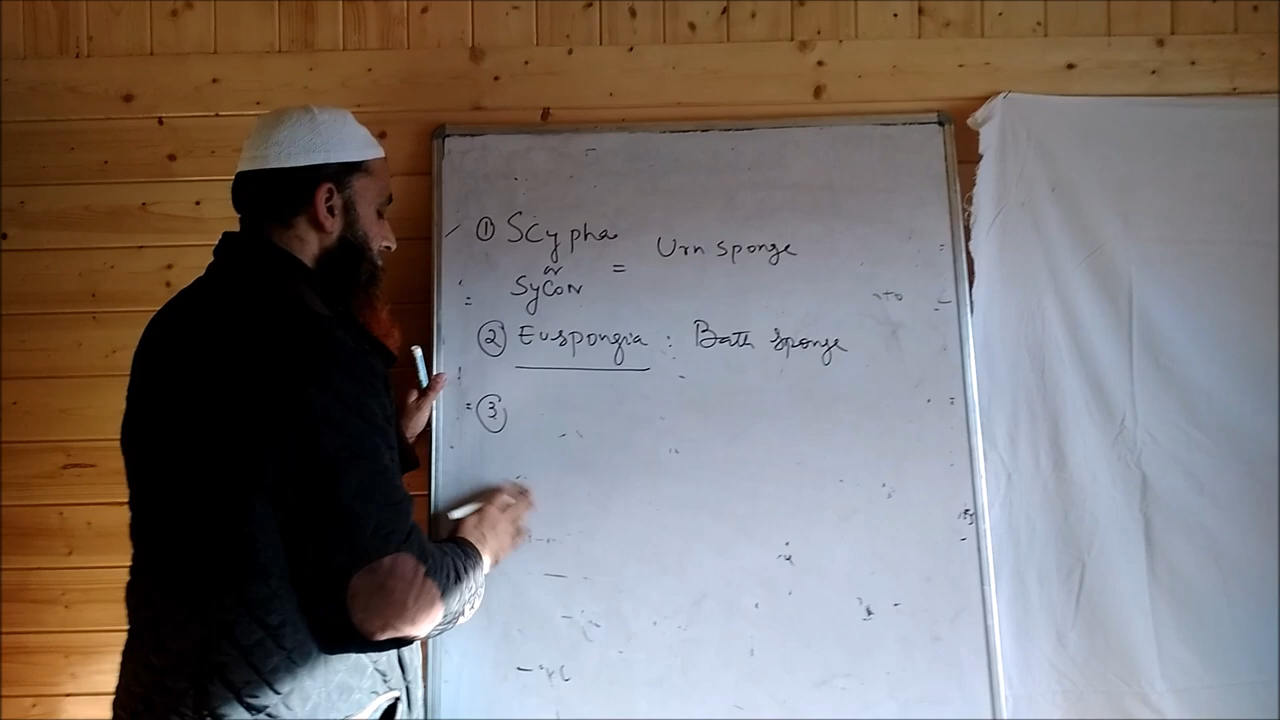 ① Scypha
or
Sycon = Urn sponge
② Euspongia : Bath sponge
③